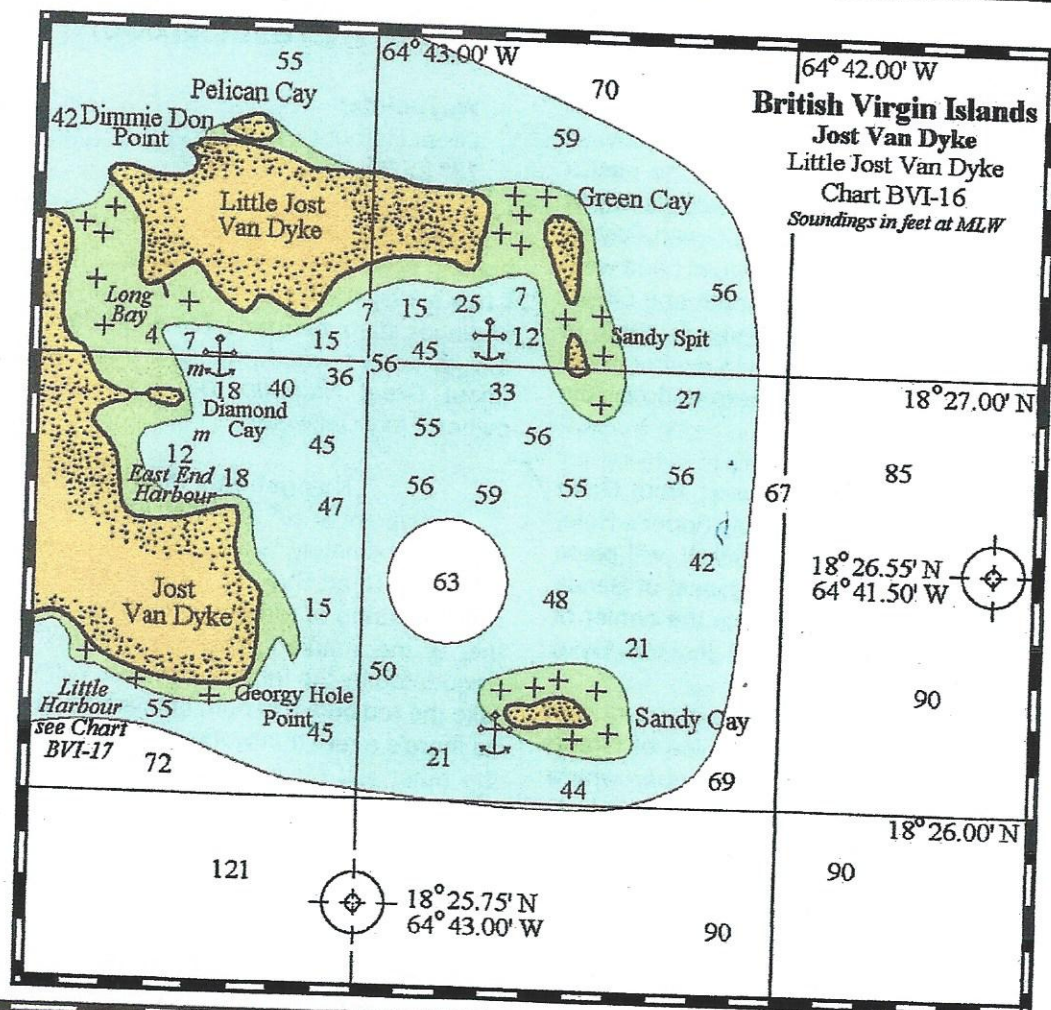 64°43.00' W
64°42.00' W
55
70
Pelican Cay
British Virgin Islands
Jost Van Dyke
Little Jost Van Dyke
Chart BVI-16
Soundings in feet at MLW
42 Dimmie Don
Point
59
Little Jost
Van Dyke
Green Cay
Long
Bay
7
15
25
7
56
4
7
15
45
12
Sandy Spit
56
m
18
40
36
33
27
18°27.00' N
Diamond
Cay
m
45
55
56
12
East End
Harbour
18
56
59
55
56
67
85
47
42
18°26.55' N
64°41.50' W
63
48
Jost
Van Dyke
15
21
50
90
Little
Harbour
see Chart
BVI-17
55
Georgy Hole
Point
45
Sandy Cay
72
21
44
69
18°26.00' N
121
90
18°25.75' N
64°43.00' W
90